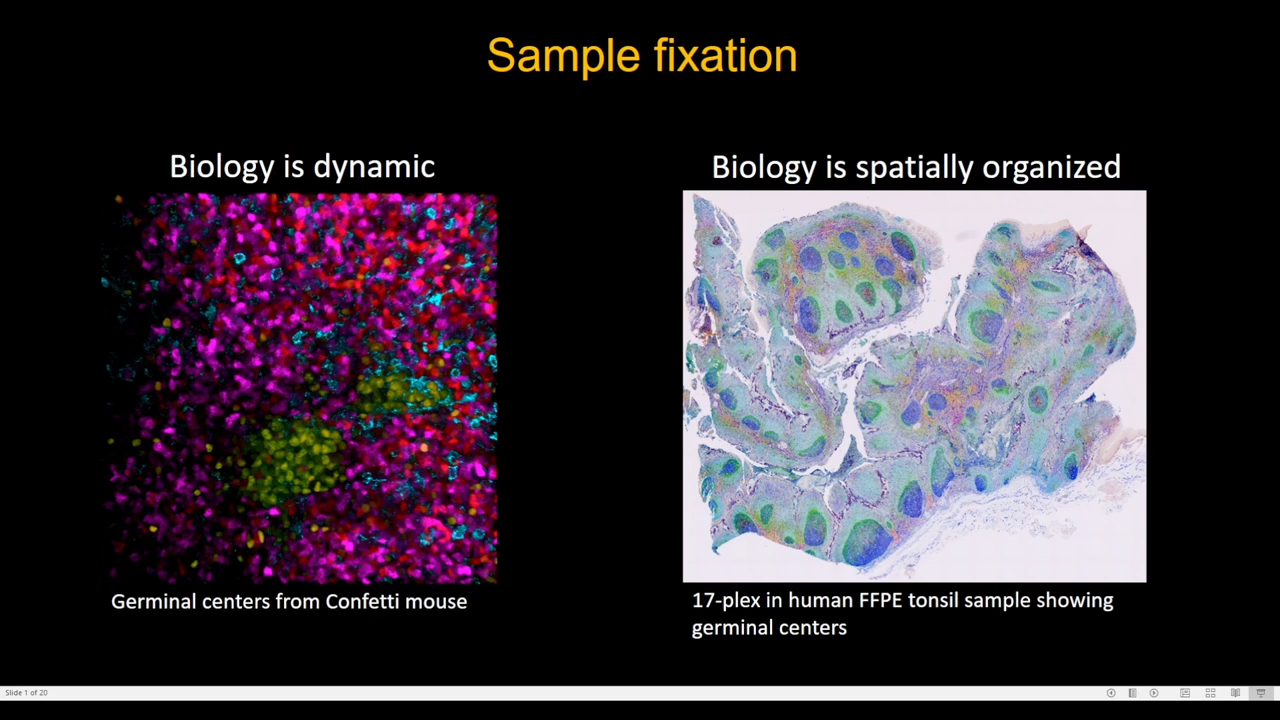 Sample fixation
Biology is dynamic
Biology is spatially organized
Germinal centers from Confetti mouse
17-plex in human FFPE tonsil sample showing
germinal centers
Slide 1 of 20